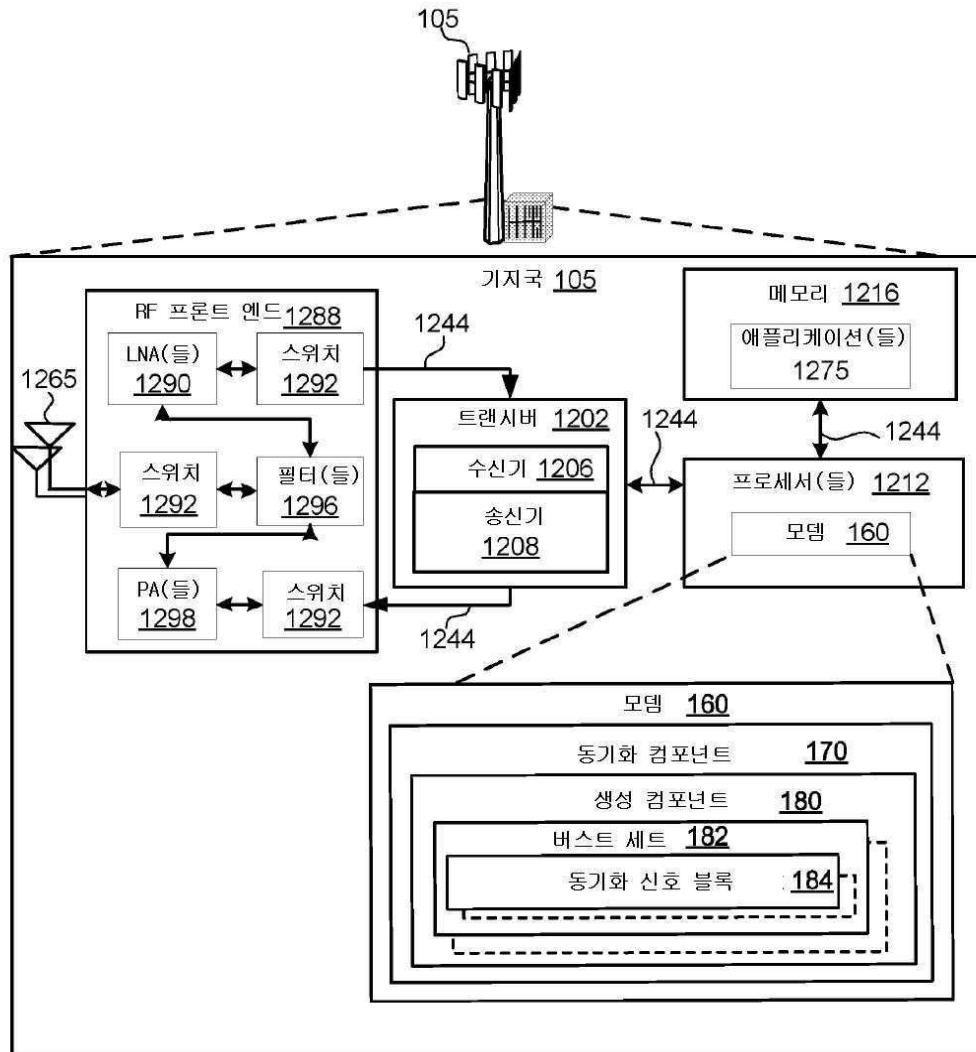 105
기지국 105
RF 프론트 엔드 1288
LNA(들)
1290
스위치
1292
1244
메모리 1216
애플리케이션(들)
1275
1265
스위치
1292
필터(들)
1296
트랜시버 1202
수신기 1206
송신기
1208
1244
1244
프로세서(들) 1212
모뎀 160
PA(들)
1298
스위치
1292
1244
모뎀 160
동기화 컴포넌트 170
생성 컴포넌트 180
버스트 세트 182
동기화 신호 블록 184